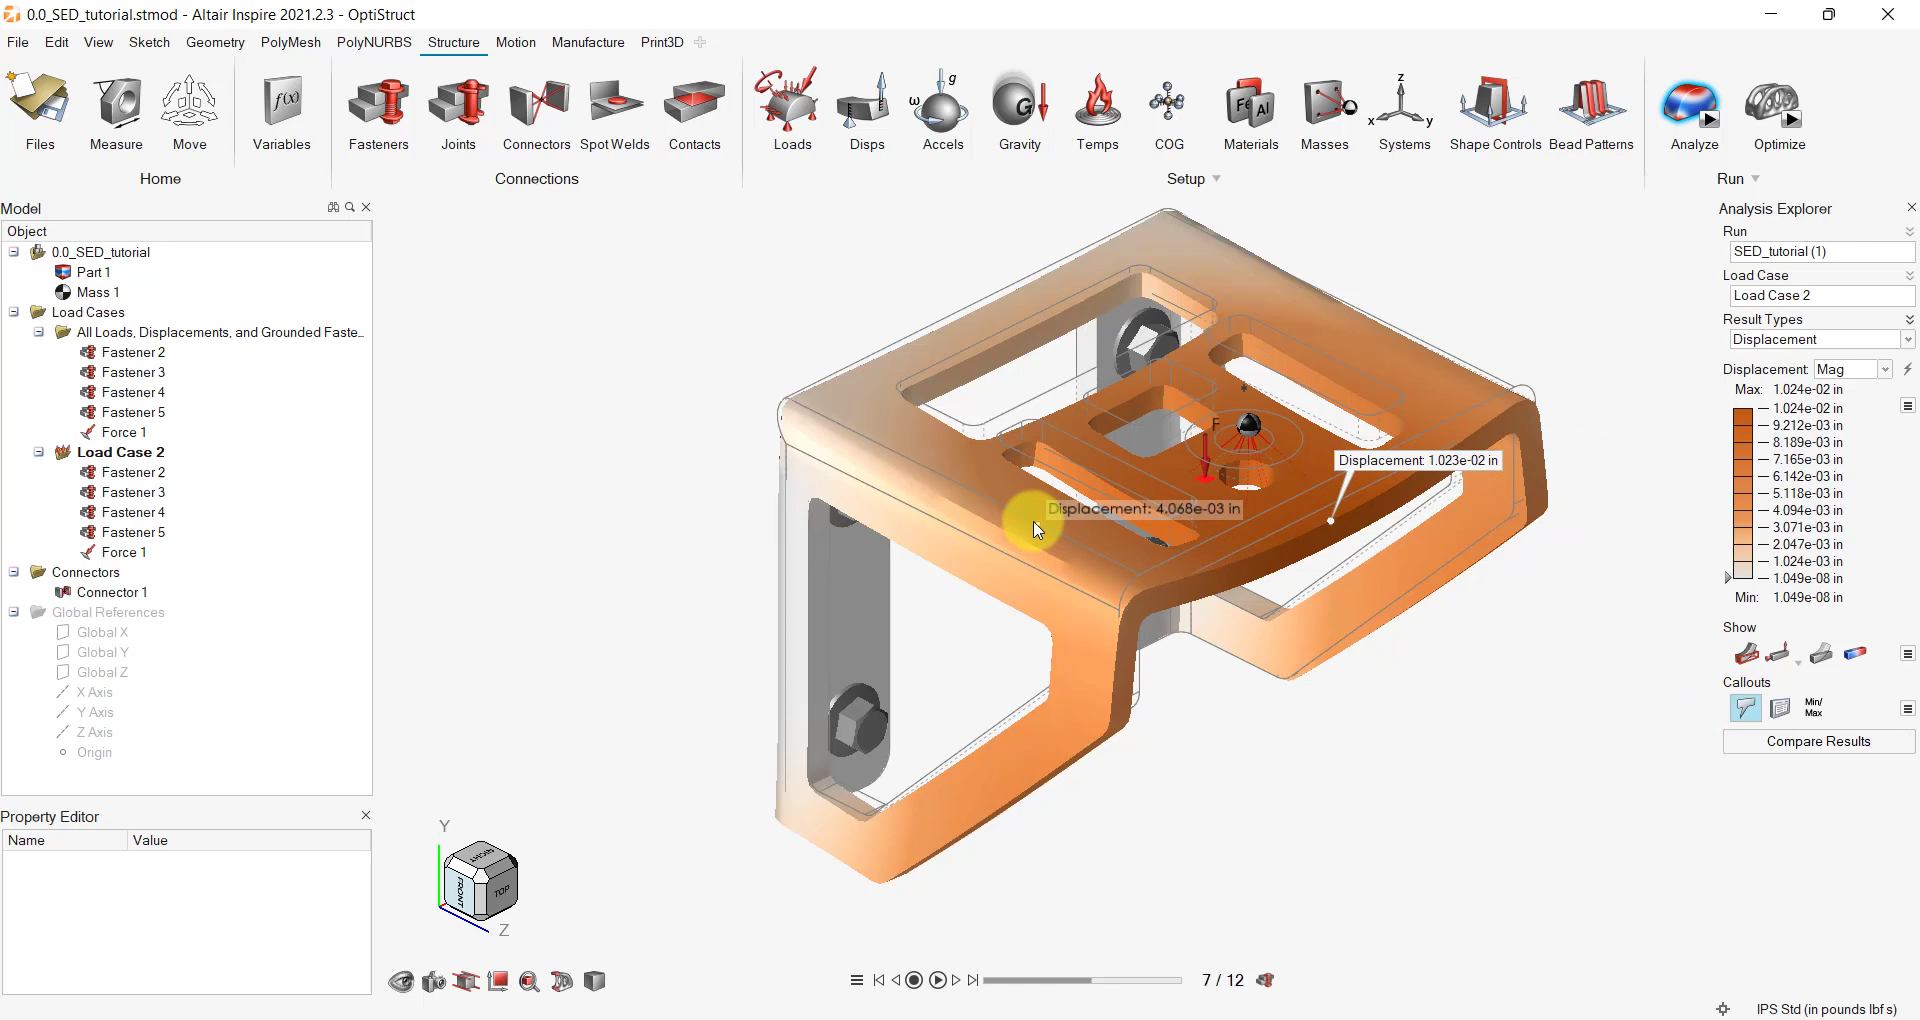 0.0_SED_tutorial.stmod - Altair Inspire 2021.2.3 - OptiStruct
File Edit View Sketch Geometry PolyMesh PolyNURBS Structure Motion Manufacture Print3D
f(x) ω g G Fe Al z x y
Files Measure Move Variables Fasteners Joints Connectors Spot Welds Contacts Loads Disps Accels Gravity Temps COG Materials Masses Systems Shape Controls Bead Patterns Analyze Optimize
Home Connections Setup Run
Model
Object
0.0_SED_tutorial
Part 1
Mass 1
Load Cases
All Loads, Displacements, and Grounded Faste...
Fastener 2
Fastener 3
Fastener 4
Fastener 5
Force 1
Load Case 2
Fastener 2
Fastener 3
Fastener 4
Fastener 5
Force 1
Connectors
Connector 1
Global References
Global X
Global Y
Global Z
X Axis
Y Axis
Z Axis
Origin
Property Editor
Name Value
F
Displacement: 1.023e-02 in
Displacement: 4.068e-03 in
Y
RIGHT
FRONT
TOP
Z
7 / 12
Analysis Explorer
Run
SED_tutorial (1)
Load Case
Load Case 2
Result Types
Displacement
Displacement: Mag
Max: 1.024e-02 in
1.024e-02 in
9.212e-03 in
8.189e-03 in
7.165e-03 in
6.142e-03 in
5.118e-03 in
4.094e-03 in
3.071e-03 in
2.047e-03 in
1.024e-03 in
1.049e-08 in
Min: 1.049e-08 in
Show
Callouts
Min/
Max
Compare Results
IPS Std (in pounds lbf s)